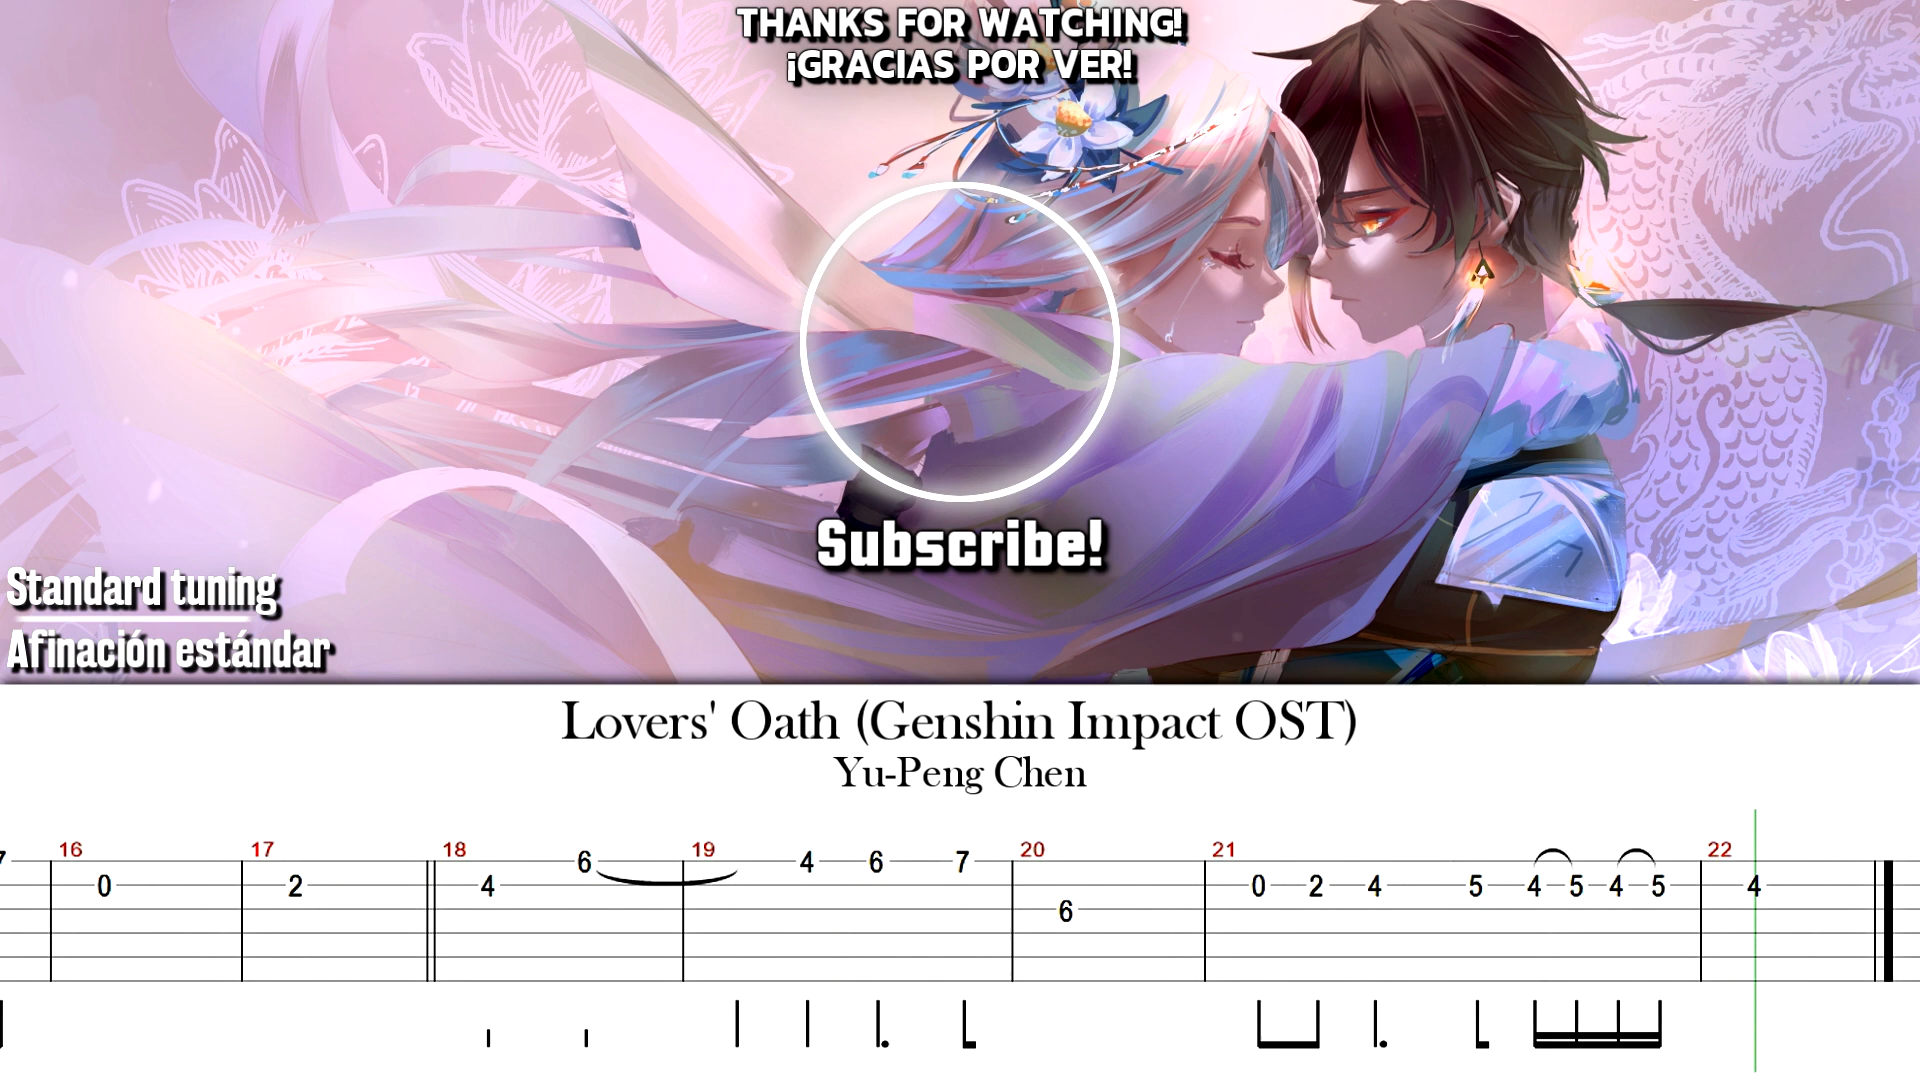 THANKS FOR WATCHING!
¡GRACIAS POR VER!
Subscribe!
Standard tuning
Afinación estándar
Lovers' Oath (Genshin Impact OST)
Yu-Peng Chen
16 17 18 19 20 21 22
7 6 4 6 7
0 2 4 0 2 4 5 4 5 4 5 4
6